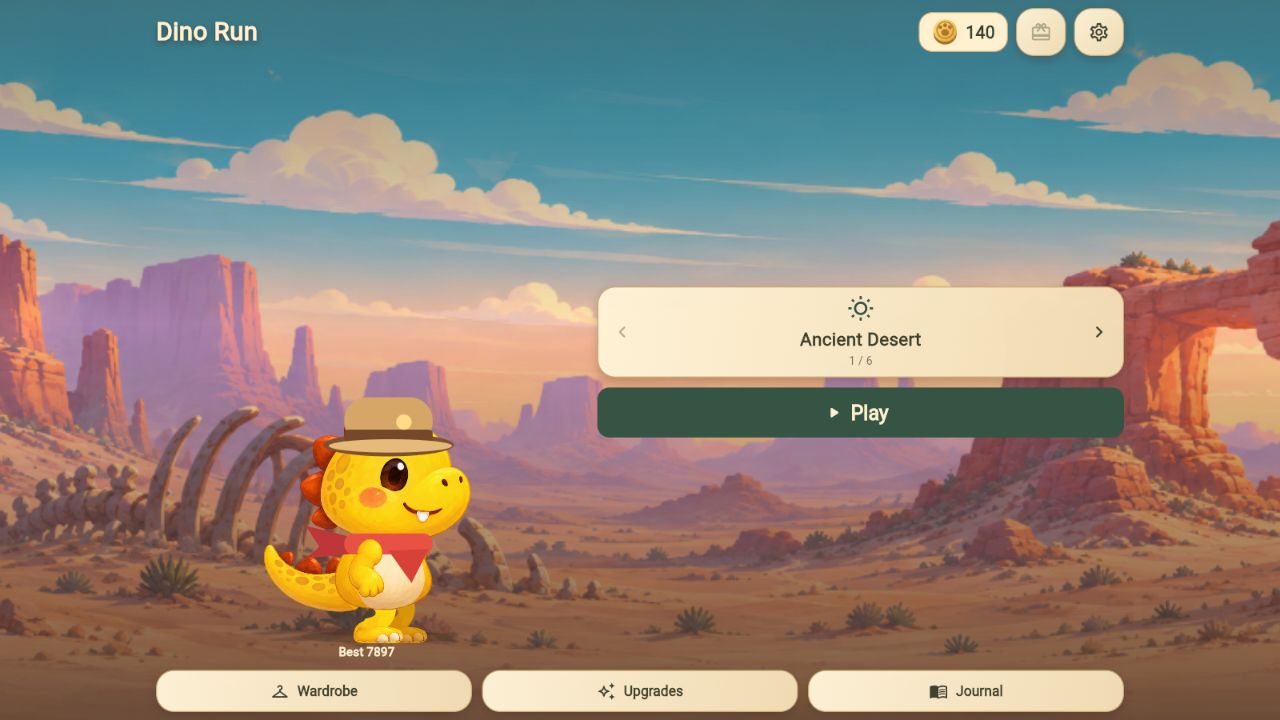 Dino Run
140
Ancient Desert
1 / 6
Play
Best 7897
Wardrobe
Upgrades
Journal